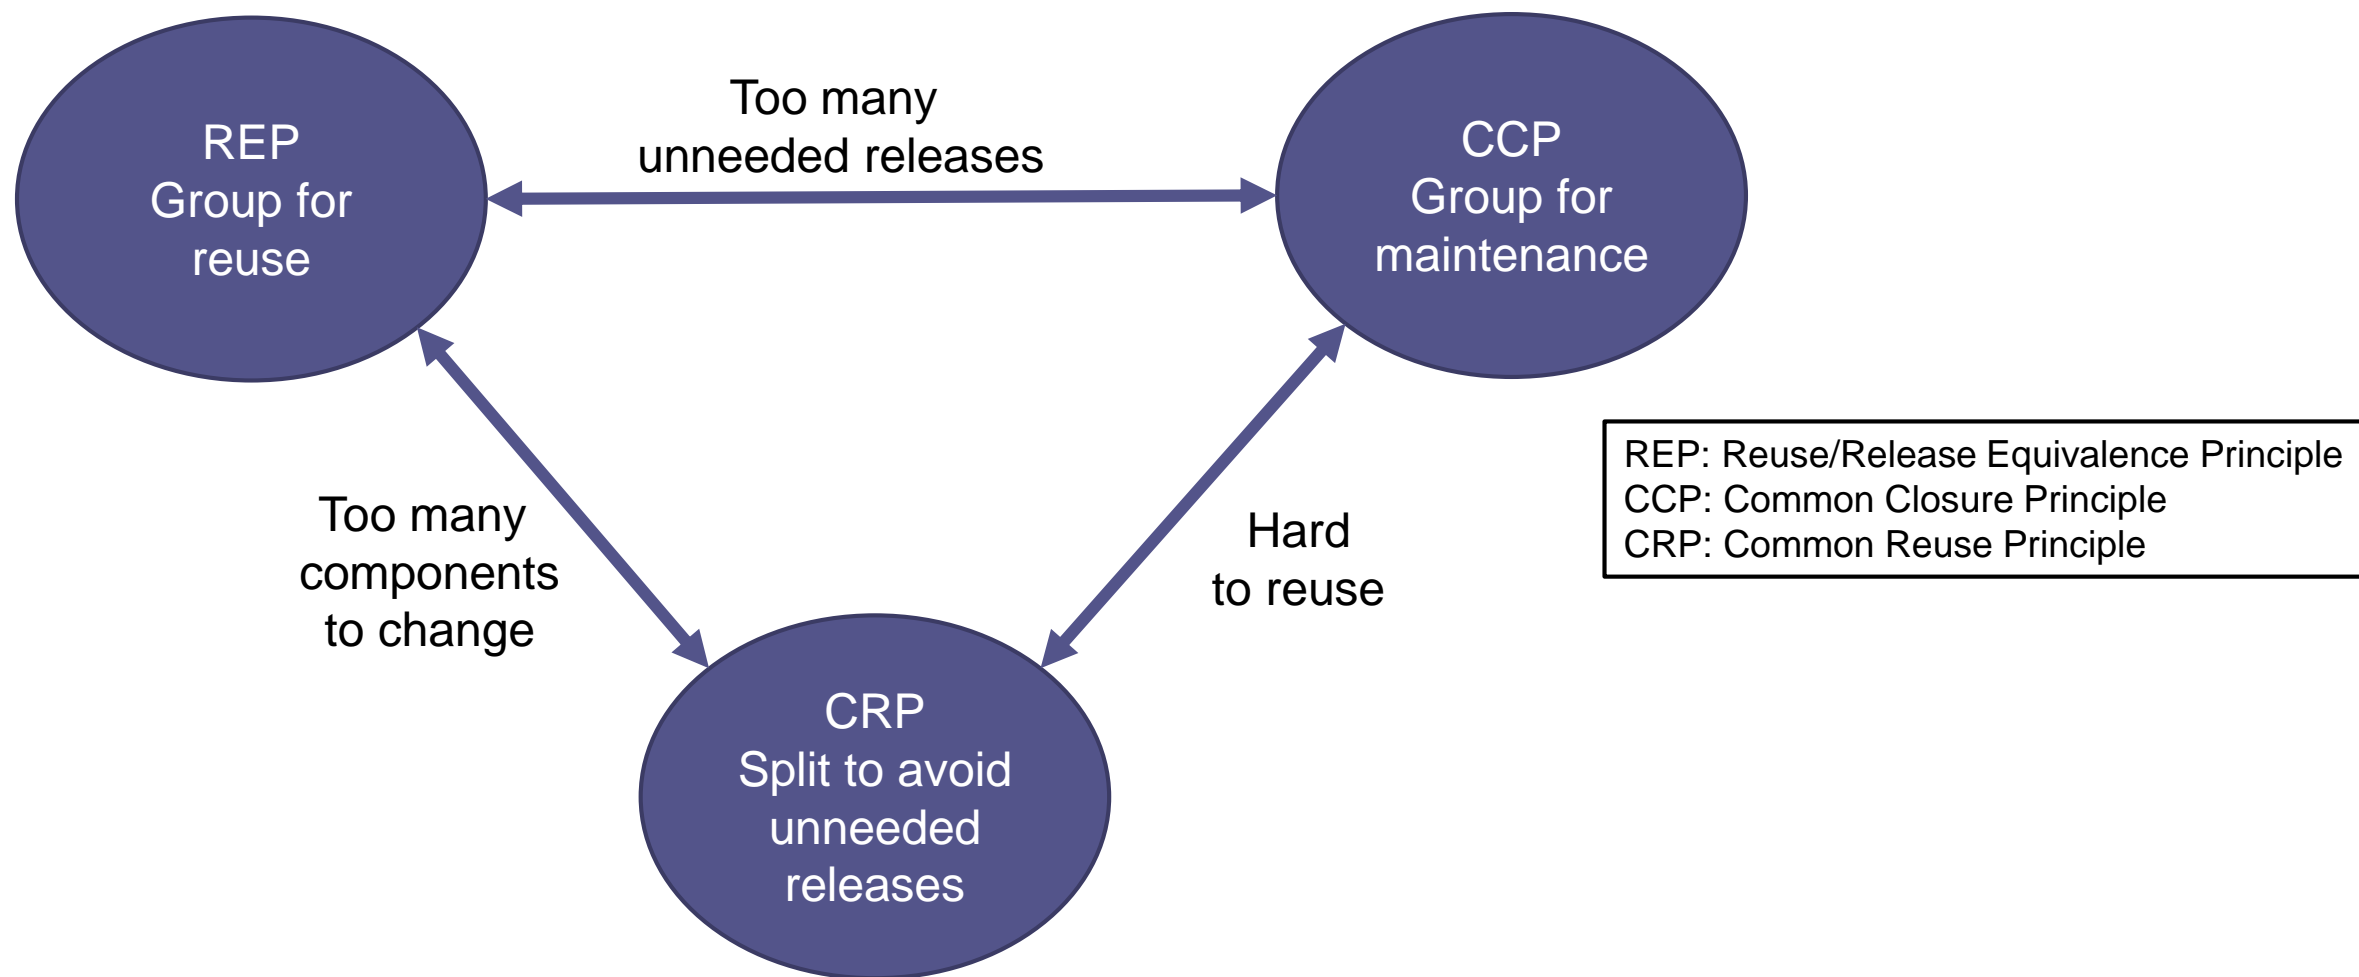 REP
Group for
reuse
Too many
unneeded releases
CCP
Group for
maintenance
REP: Reuse/Release Equivalence Principle
CCP: Common Closure Principle
CRP: Common Reuse Principle
Too many
components
to change
Hard
to reuse
CRP
Split to avoid
unneeded
releases